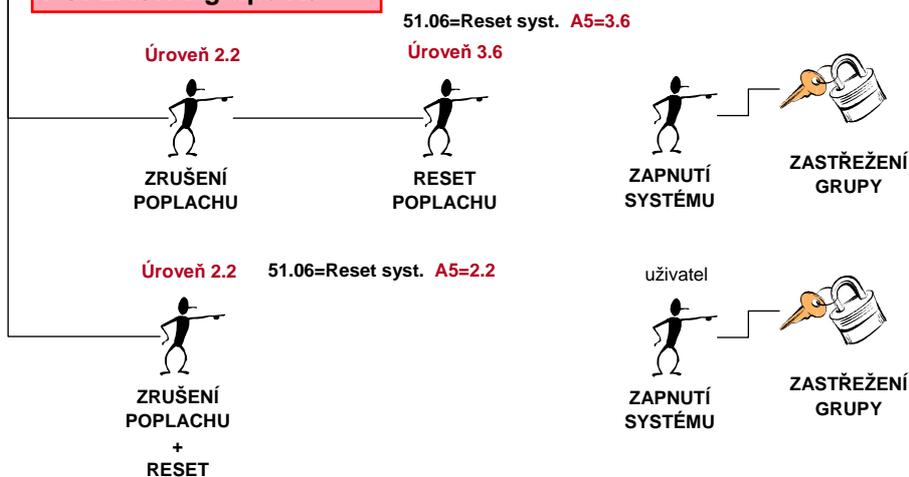 51.06=Reset syst. A5=3.6
Úroveň 2.2
Úroveň 3.6
ZRUŠENÍ
POPLACHU
RESET
POPLACHU
ZAPNUTÍ
SYSTÉMU
ZASTŘEŽENÍ
GRUPY
Úroveň 2.2 51.06=Reset syst. A5=2.2
uživatel
ZRUŠENÍ
POPLACHU
+
RESET
ZAPNUTÍ
SYSTÉMU
ZASTŘEŽENÍ
GRUPY